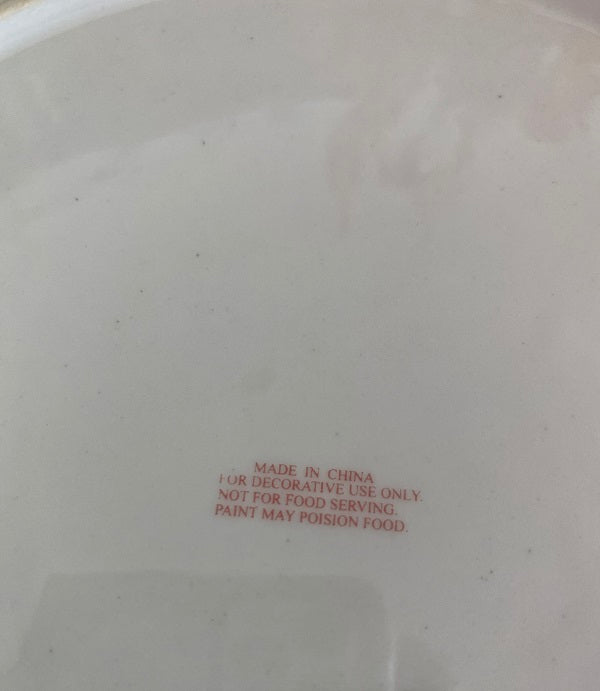 MADE IN CHINA
FOR DECORATIVE USE ONLY.
NOT FOR FOOD SERVING.
PAINT MAY POISION FOOD.